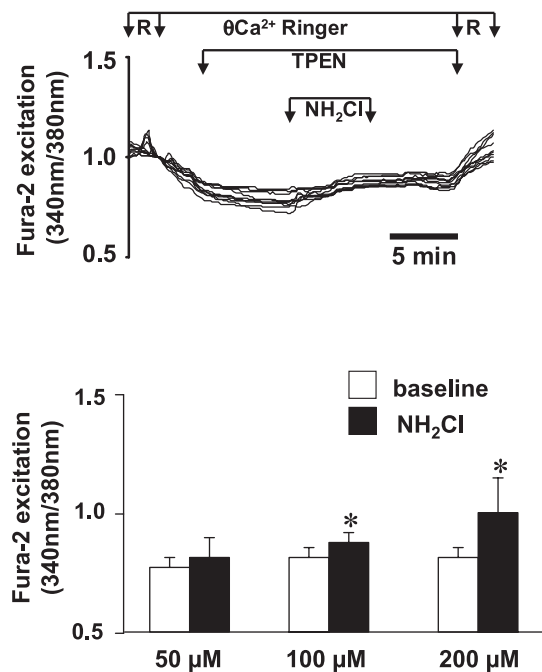 R θCa²⁺ Ringer R
TPEN
NH₂Cl
1.5
1.0
0.5
Fura-2 excitation
(340nm/380nm)
5 min
baseline
NH₂Cl
1.5
1.0
0.5
Fura-2 excitation
(340nm/380nm)
*
*
50 µM 100 µM 200 µM